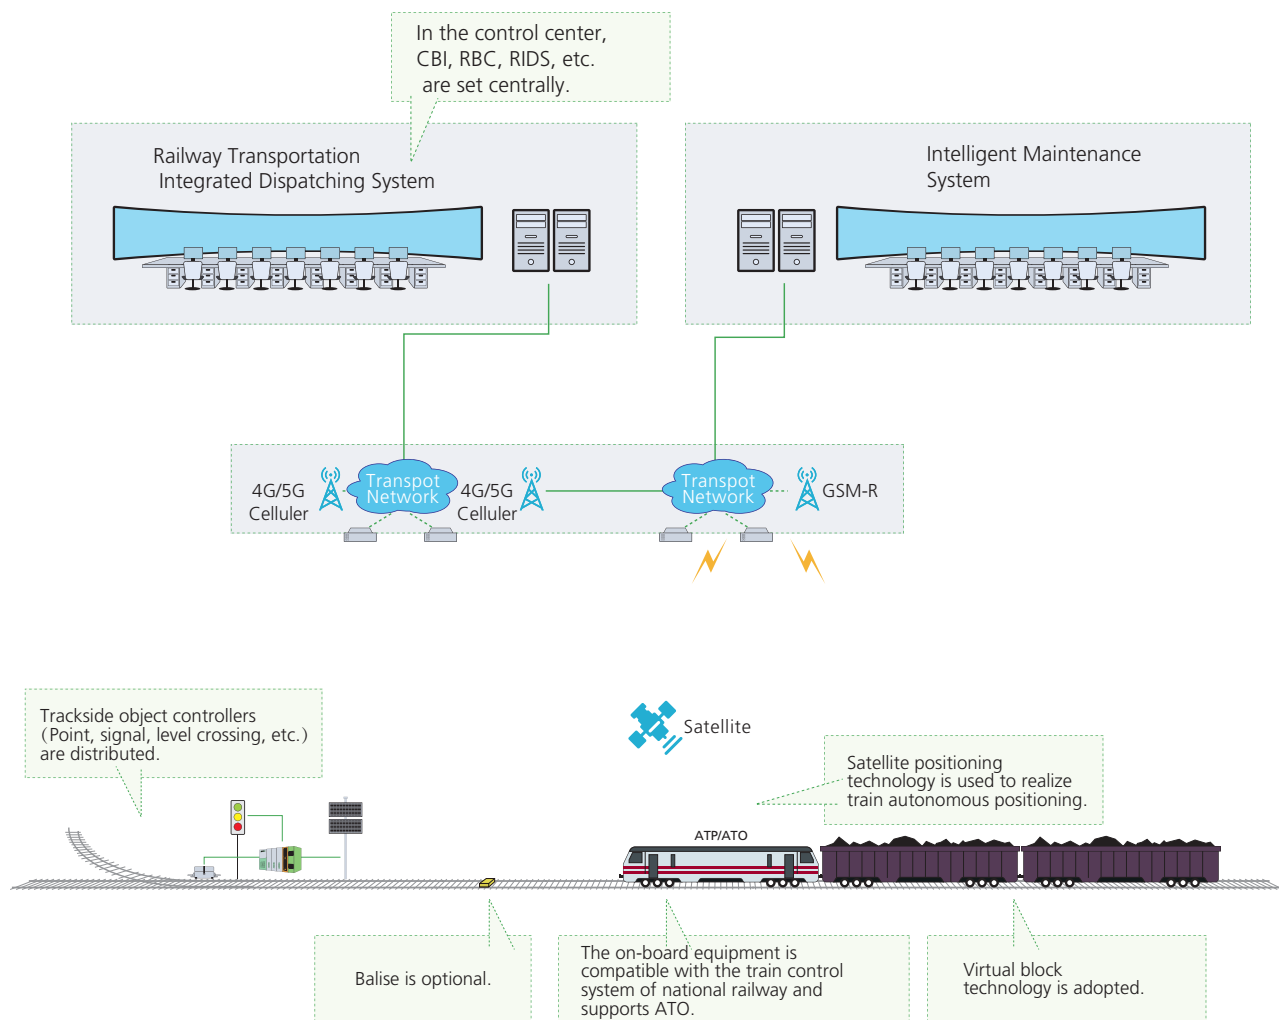 In the control center,
CBI, RBC, RIDS, etc.
are set centrally.
Railway Transportation
Integrated Dispatching System
Intelligent Maintenance
System
4G/5G
Celluler
Transpot
Network
4G/5G
Celluler
Transpot
Network
GSM-R
Trackside object controllers
(Point, signal, level crossing, etc.)
are distributed.
Satellite
Satellite positioning
technology is used to realize
train autonomous positioning.
ATP/ATO
Balise is optional.
The on-board equipment is
compatible with the train control
system of national railway and
supports ATO.
Virtual block
technology is adopted.